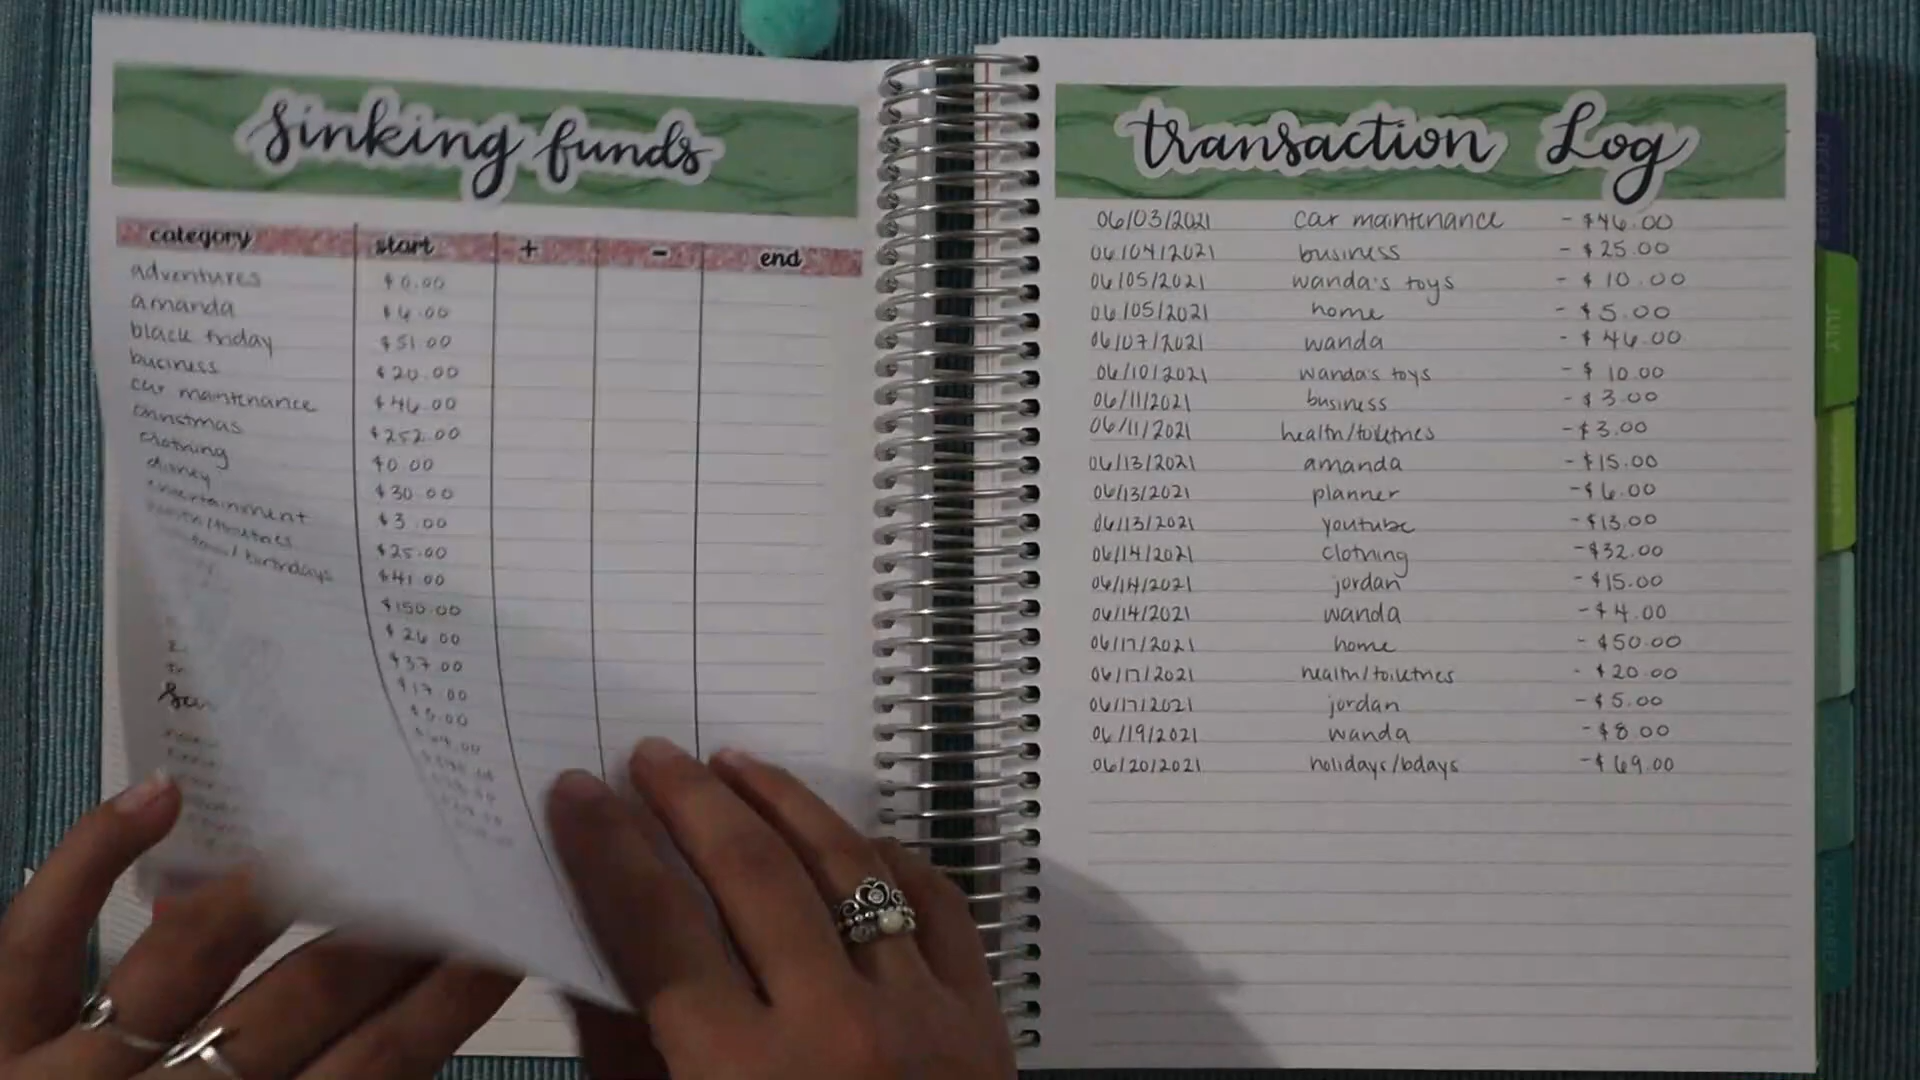 sinking funds
category start + - end
adventures $0.00
amanda $4.00
black friday $51.00
business $20.00
car maintenance $46.00
christmas $252.00
clothing $0.00
disney $30.00
entertainment $3.00
health/toiletries $25.00
birthdays $41.00
$150.00
$26.00
$37.00
$17.00
transaction Log
06/03/2021 car maintenance - $46.00
06/04/2021 business - $25.00
06/05/2021 wanda's toys - $10.00
06/05/2021 home - $5.00
06/07/2021 wanda - $46.00
06/10/2021 wanda's toys - $10.00
06/11/2021 business - $3.00
06/11/2021 health/toiletries - $3.00
06/13/2021 amanda - $15.00
06/13/2021 planner - $6.00
06/13/2021 youtube - $13.00
06/14/2021 clothing - $32.00
06/14/2021 jordan - $15.00
06/14/2021 wanda - $4.00
06/17/2021 home - $50.00
06/17/2021 health/toiletries - $20.00
06/17/2021 jordan - $5.00
06/19/2021 wanda - $8.00
06/20/2021 holidays/bdays - $69.00
JULY